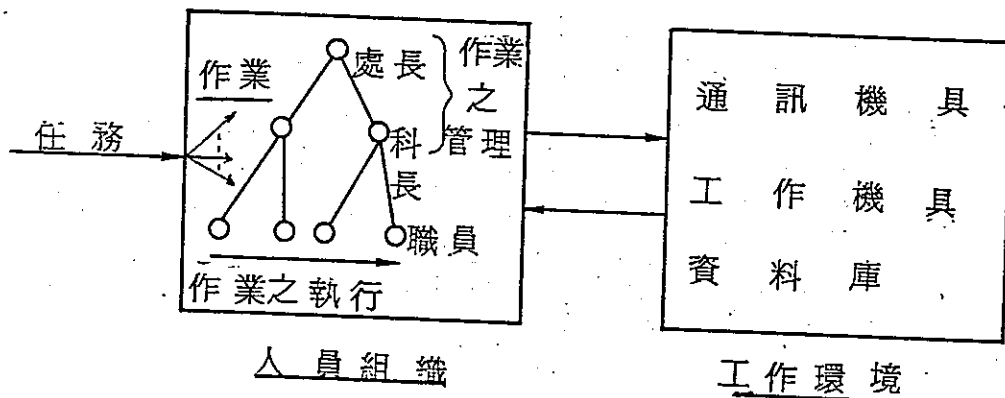 任務
作業
處長
作業之管理
科長
職員
作業之執行
人員組織
通訊機具
工作機具
資料庫
工作環境